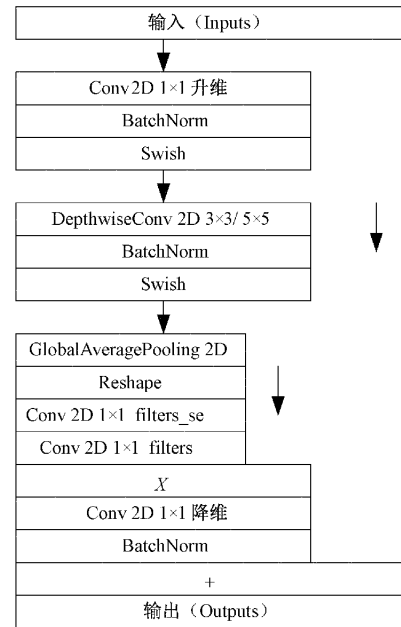 输入（Inputs）
Conv2D 1×1 升维
BatchNorm
Swish
DepthwiseConv 2D 3×3/ 5×5
BatchNorm
Swish
GlobalAveragePooling 2D
Reshape
Conv 2D 1×1 filters_se
Conv 2D 1×1 filters
X
Conv 2D 1×1 降维
BatchNorm
+
输出（Outputs）